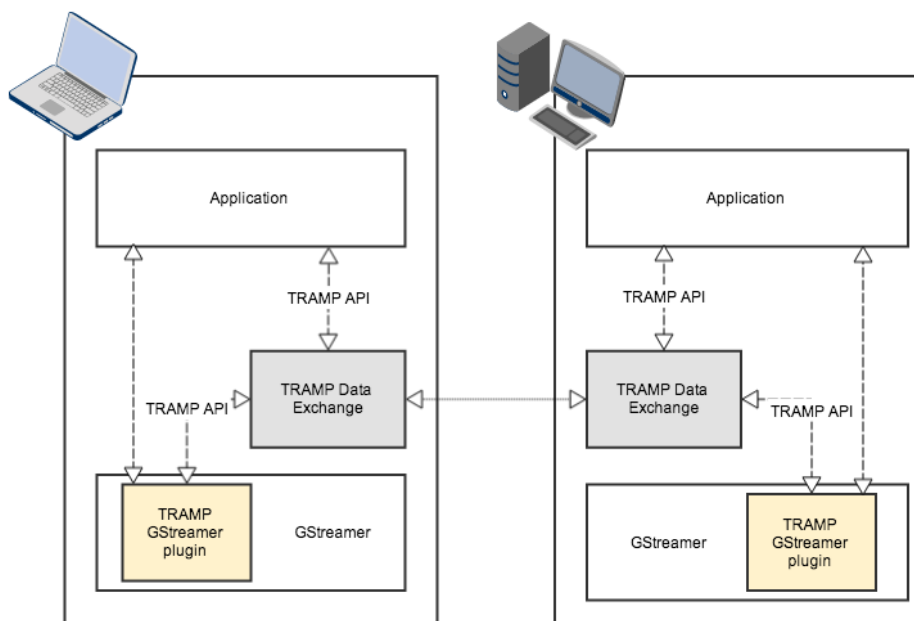 Application
TRAMP API
TRAMP Data
Exchange
TRAMP API
TRAMP
GStreamer
plugin
GStreamer
Application
TRAMP API
TRAMP Data
Exchange
TRAMP API
GStreamer
TRAMP
GStreamer
plugin